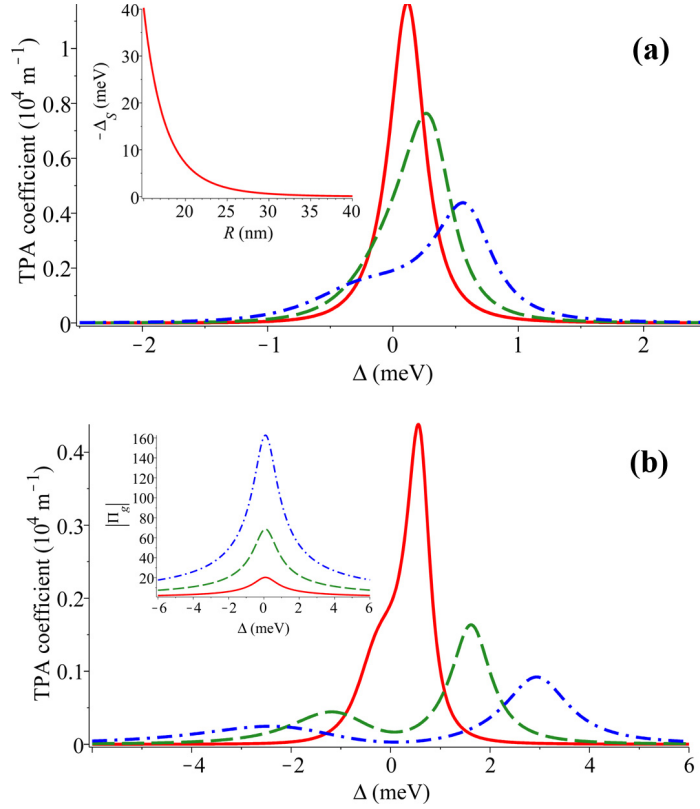 (a)
TPA coefficient (10⁴ m⁻¹)
1
0.8
0.6
0.4
0.2
0
−2 −1 0 1 2
Δ (meV)
-Δ_S (meV)
40
30
20
10
0
20 25 30 35 40
R (nm)
(b)
TPA coefficient (10⁴ m⁻¹)
0.4
0.3
0.2
0.1
0
−4 −2 0 2 4 6
Δ (meV)
|Π_g|
160
140
120
100
80
60
40
20
−6 −4 −2 0 2 4 6
Δ (meV)